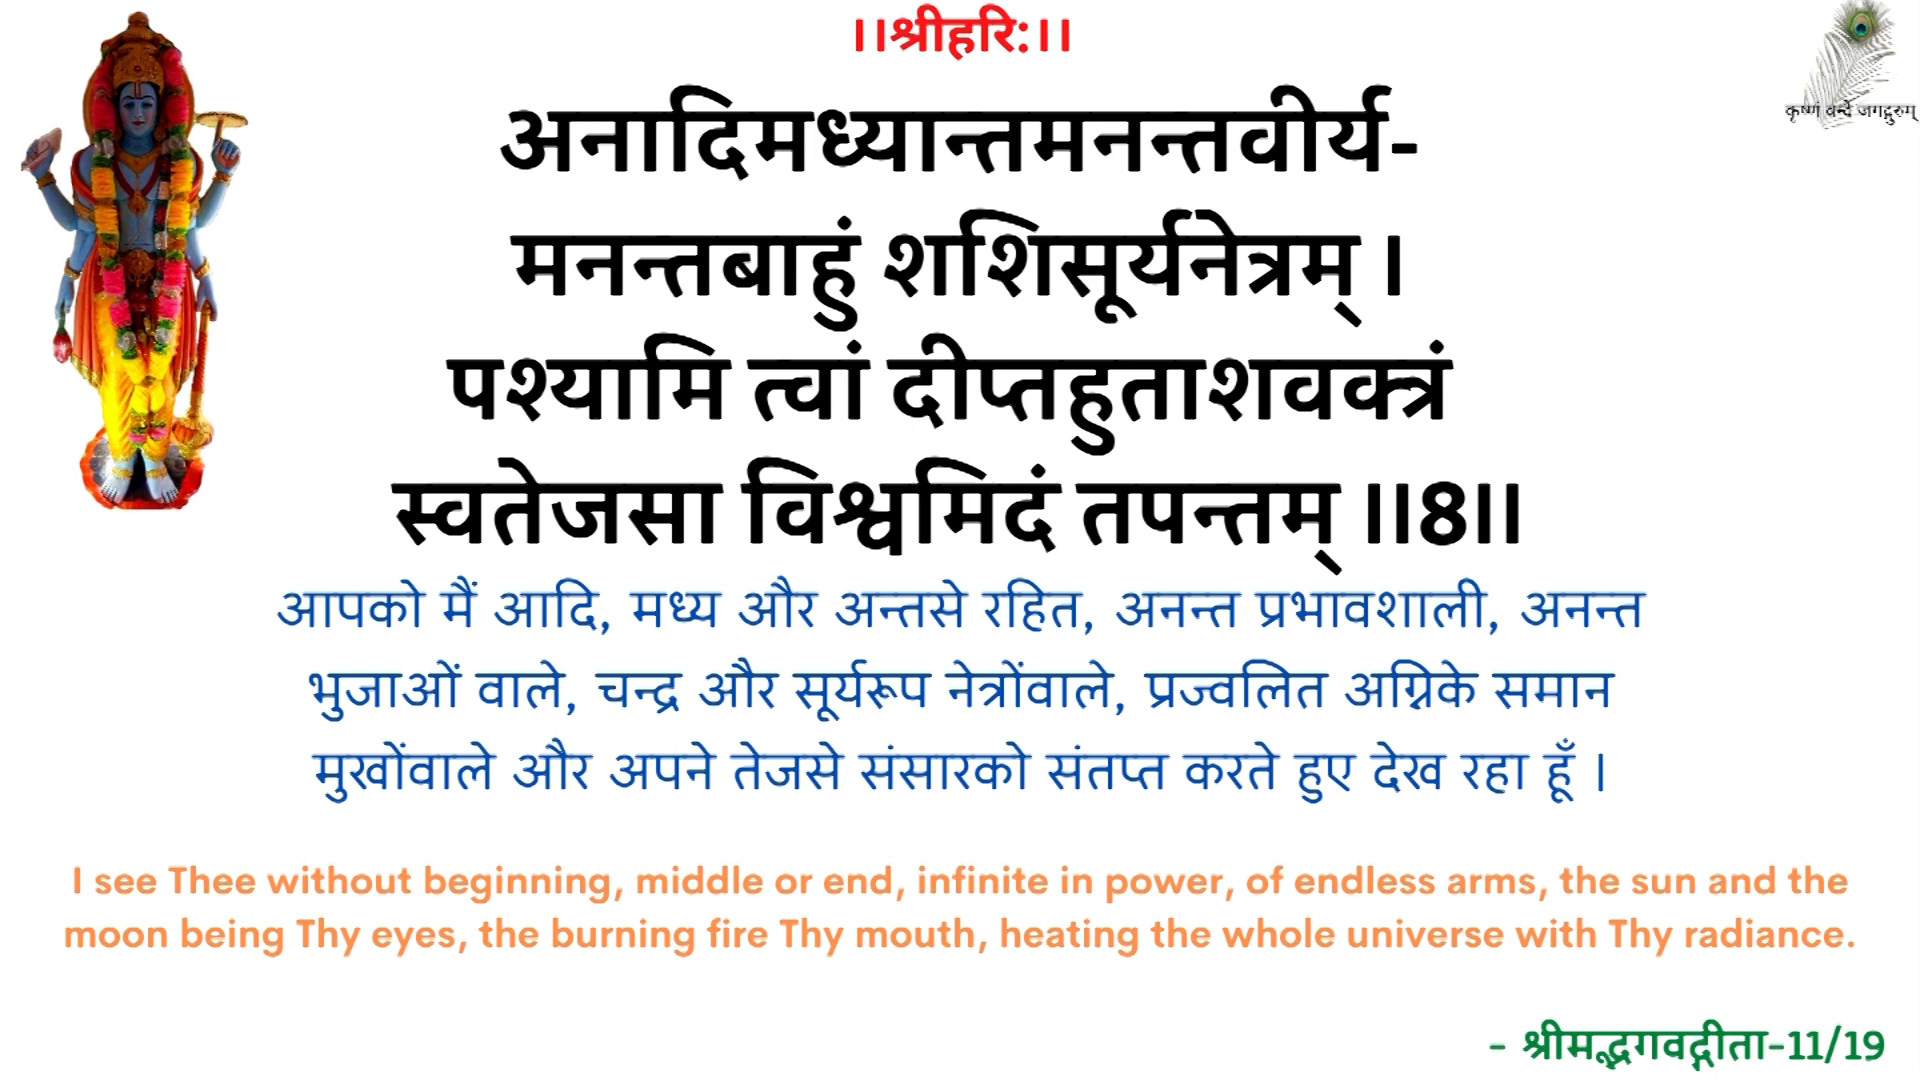 ।।श्रीहरि:।।
कृष्णं वन्दे जगद्गुरुम्
अनादिमध्यान्तमनन्तवीर्य-
मनन्तबाहुं शशिसूर्यनेत्रम् ।
पश्यामि त्वां दीप्तहुताशवक्त्रं
स्वतेजसा विश्वमिदं तपन्तम् ।।8।।
आपको मैं आदि, मध्य और अन्तसे रहित, अनन्त प्रभावशाली, अनन्त
भुजाओं वाले, चन्द्र और सूर्यरूप नेत्रोंवाले, प्रज्वलित अग्निके समान
मुखोंवाले और अपने तेजसे संसारको संतप्त करते हुए देख रहा हूँ ।
I see Thee without beginning, middle or end, infinite in power, of endless arms, the sun and the
moon being Thy eyes, the burning fire Thy mouth, heating the whole universe with Thy radiance.
- श्रीमद्भगवद्गीता-11/19